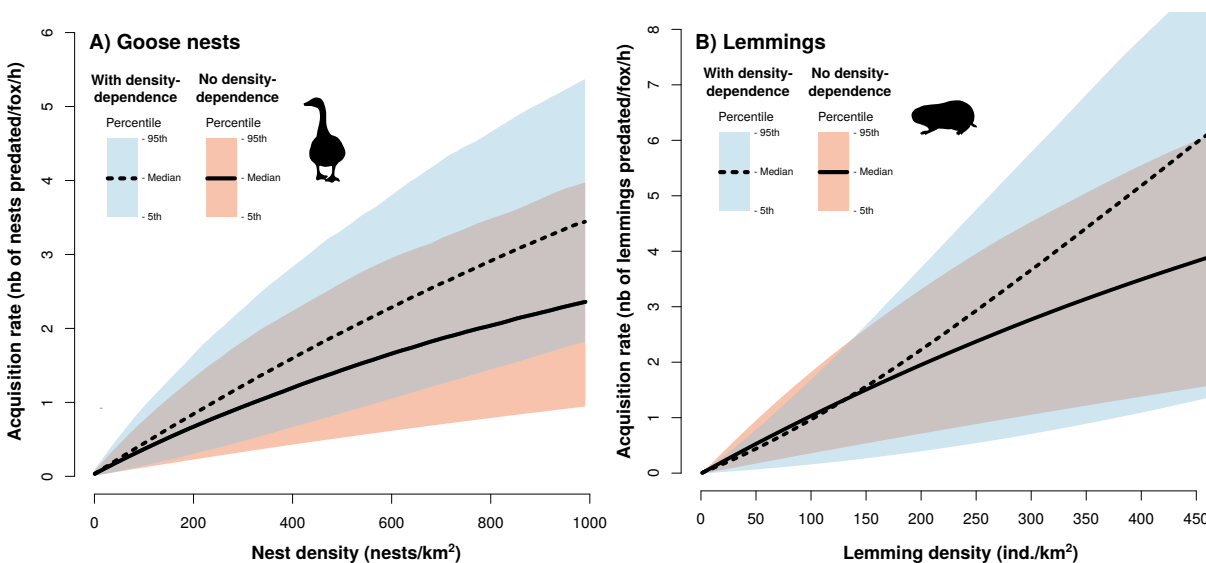 A) Goose nests
With density-
dependence
No density-
dependence
Percentile
Percentile
- 95th
- Median
- 5th
- 95th
- Median
- 5th
Acquisition rate (nb of nests predated/fox/h)
0
1
2
3
4
5
6
0
200
400
600
800
1000
Nest density (nests/km²)
B) Lemmings
With density-
dependence
No density-
dependence
Percentile
Percentile
- 95th
- Median
- 5th
- 95th
- Median
- 5th
Acquisition rate (nb of lemmings predated/fox/h)
0
1
2
3
4
5
6
7
8
0
50
100
150
200
250
300
350
400
450
Lemming density (ind./km²)